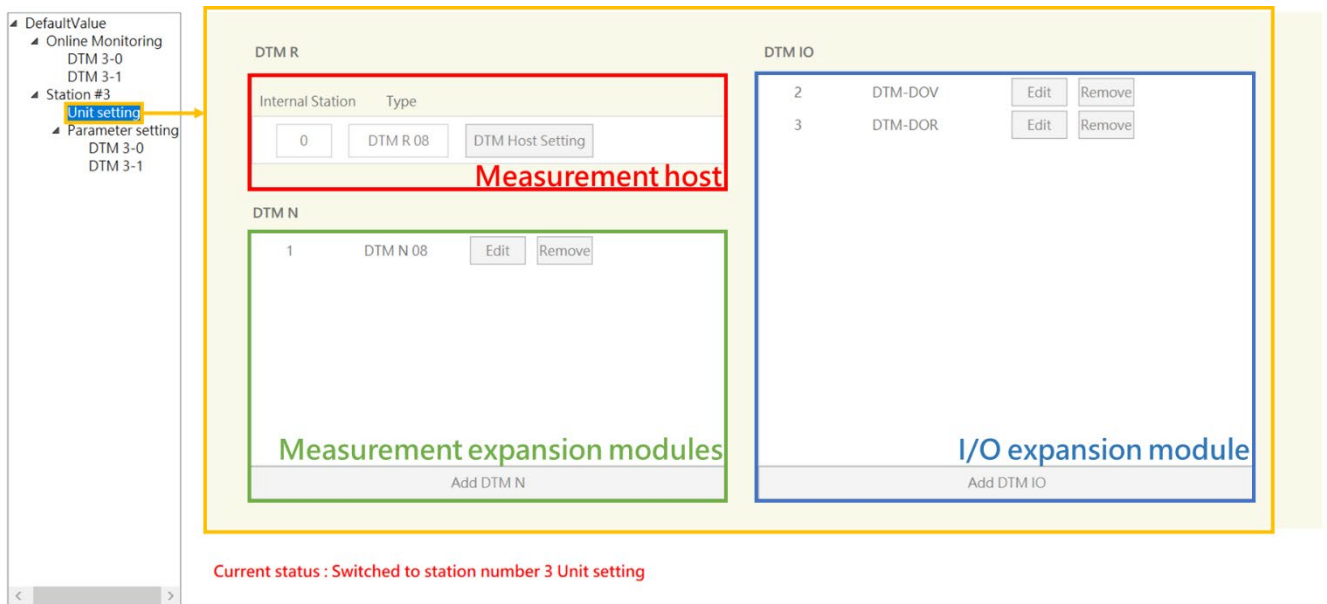 DefaultValue
Online Monitoring
DTM 3-0
DTM 3-1
Station #3
Unit setting
Parameter setting
DTM 3-0
DTM 3-1
DTM R
Internal Station Type
0 DTM R 08 DTM Host Setting
Measurement host
DTM N
1 DTM N 08 Edit Remove
Measurement expansion modules
Add DTM N
DTM IO
2 DTM-DOV Edit Remove
3 DTM-DOR Edit Remove
I/O expansion module
Add DTM IO
Current status : Switched to station number 3 Unit setting